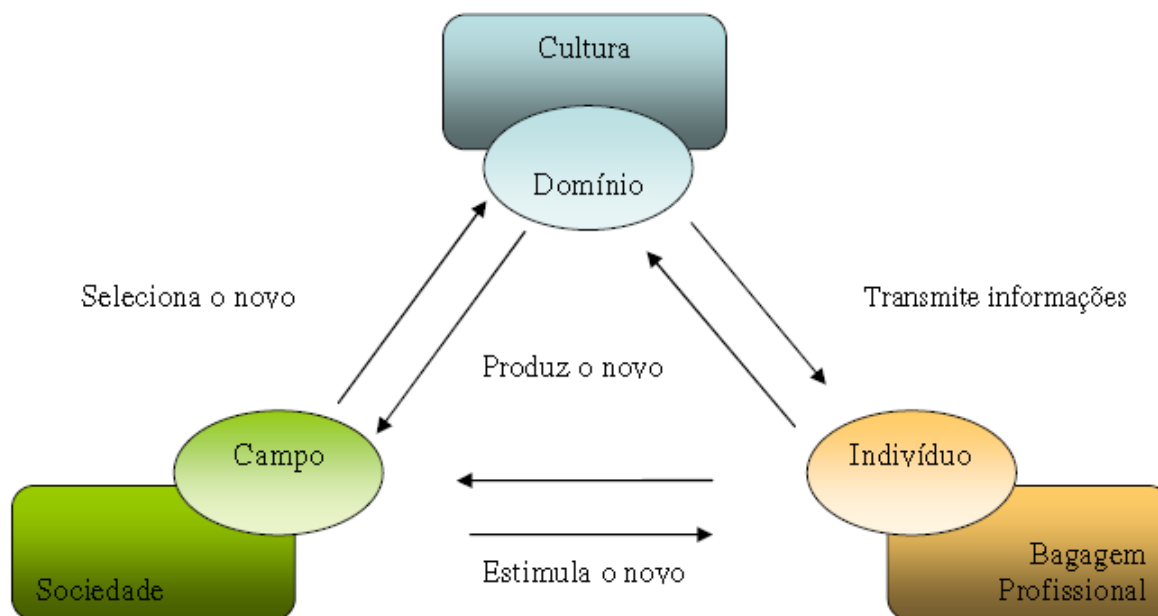 Cultura
Domínio
Seleciona o novo
Transmite informações
Produz o novo
Campo
Indivíduo
Sociedade
Estimula o novo
Bagagem
Profissional